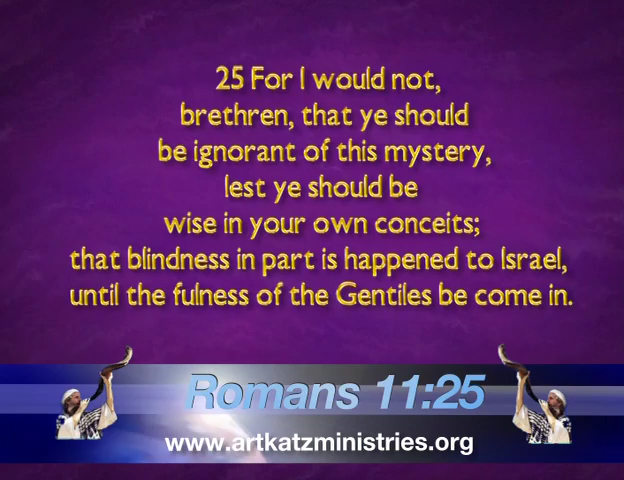 25 For I would not,
brethren, that ye should
be ignorant of this mystery,
lest ye should be
wise in your own conceits;
that blindness in part is happened to Israel,
until the fulness of the Gentiles be come in.
Romans 11:25
www.artkatzministries.org